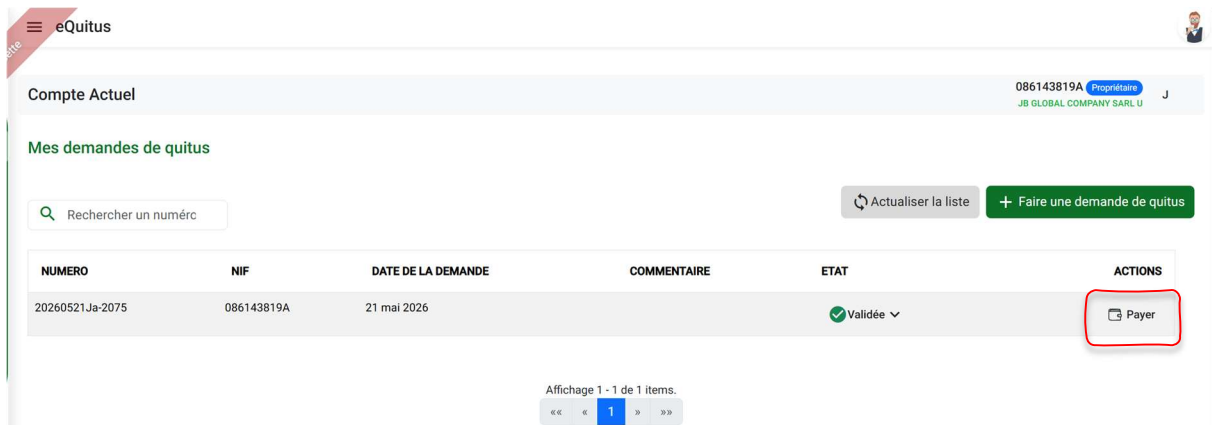 eQuitus
Compte Actuel
086143819A Propriétaire
JB GLOBAL COMPANY SARL U
J
Mes demandes de quitus
Rechercher un numérc
Actualiser la liste
+ Faire une demande de quitus
NUMERO NIF DATE DE LA DEMANDE COMMENTAIRE ETAT ACTIONS
20260521Ja-2075 086143819A 21 mai 2026 Validée Payer
Affichage 1 - 1 de 1 items.
«« « 1 » »»